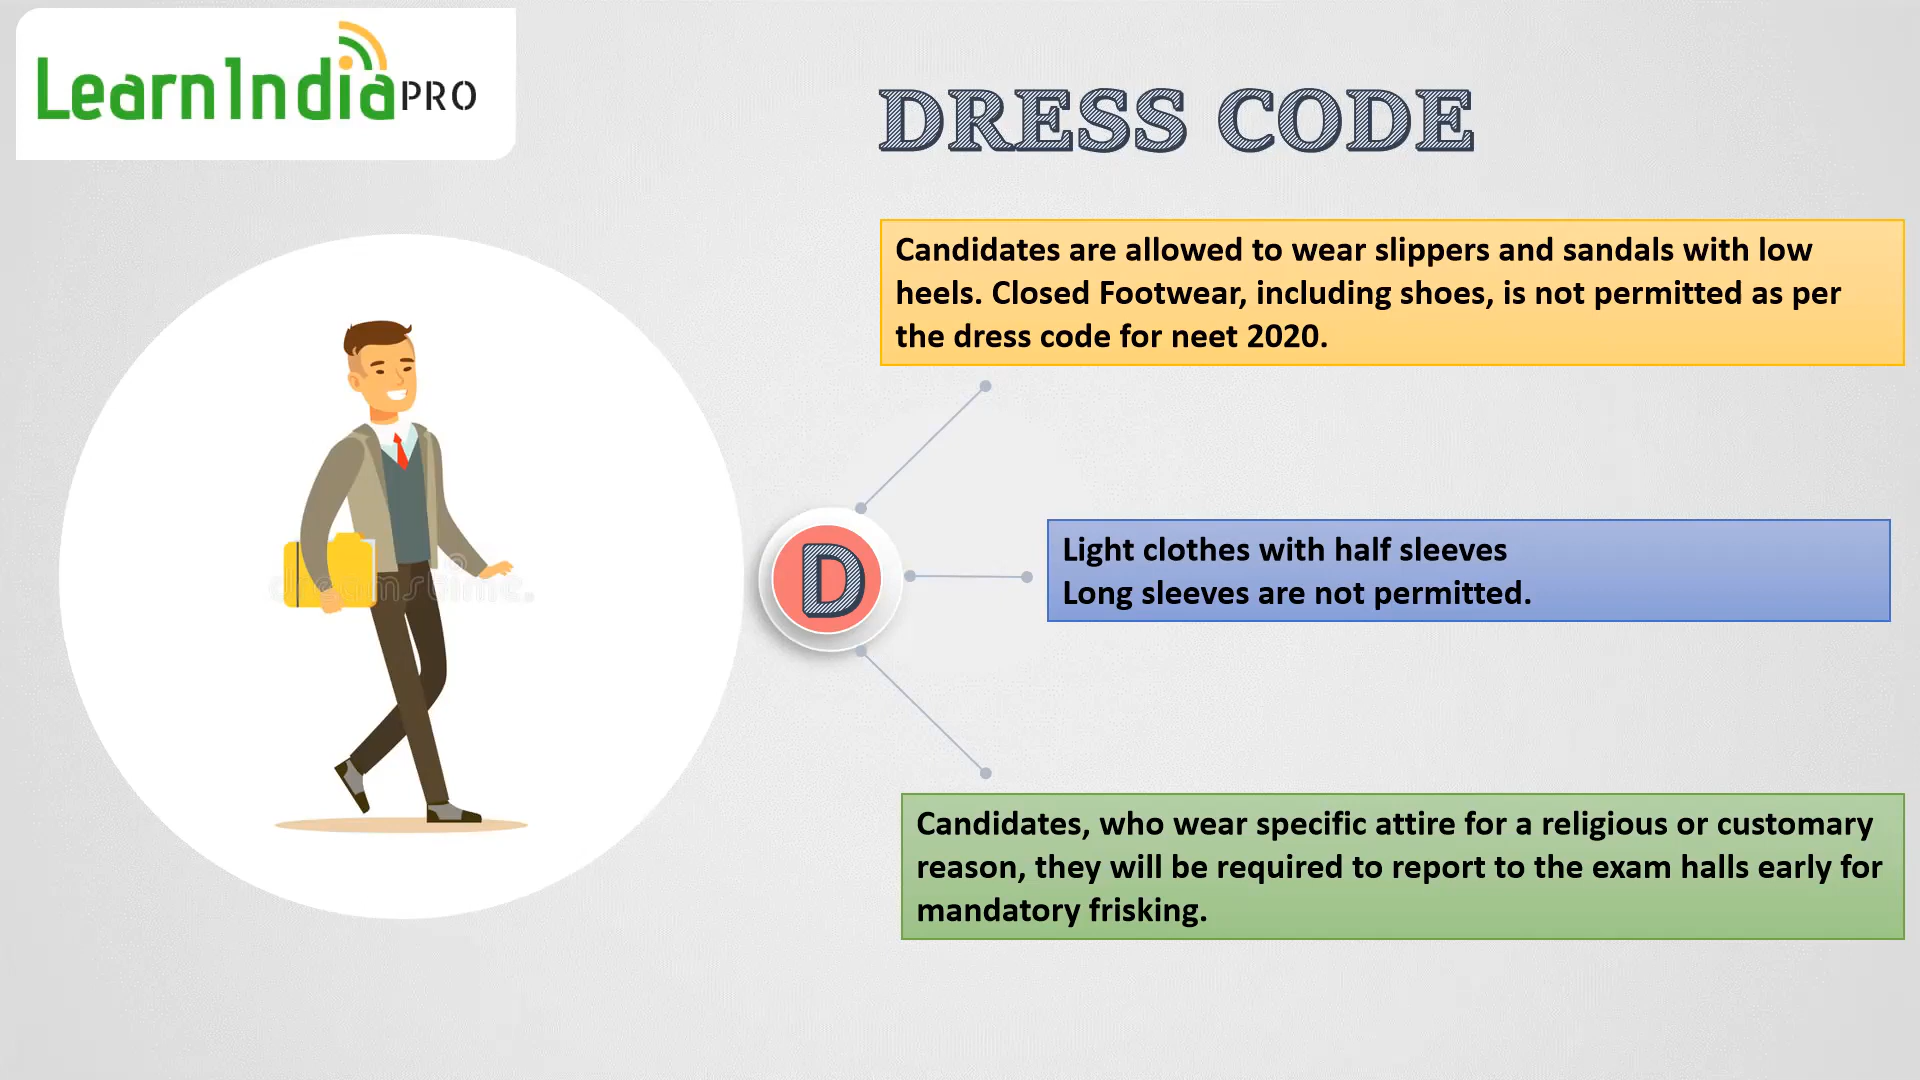 LearnIndia PRO
DRESS CODE
Candidates are allowed to wear slippers and sandals with low
heels. Closed Footwear, including shoes, is not permitted as per
the dress code for neet 2020.
Light clothes with half sleeves
Long sleeves are not permitted.
D
Candidates, who wear specific attire for a religious or customary
reason, they will be required to report to the exam halls early for
mandatory frisking.
dreamstime.